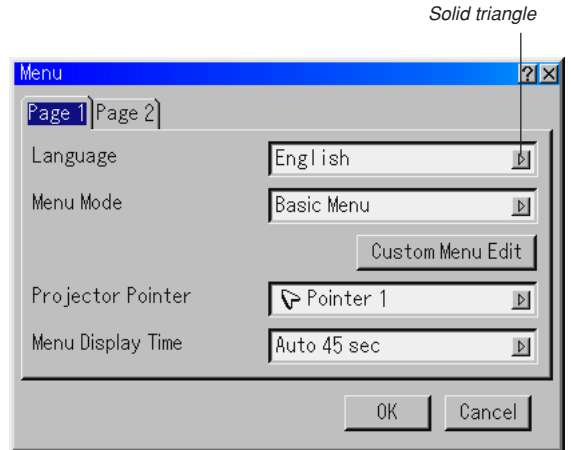 Solid triangle
Menu ? ×
Page 1 Page 2
Language English
Menu Mode Basic Menu
Custom Menu Edit
Projector Pointer Pointer 1
Menu Display Time Auto 45 sec
OK Cancel